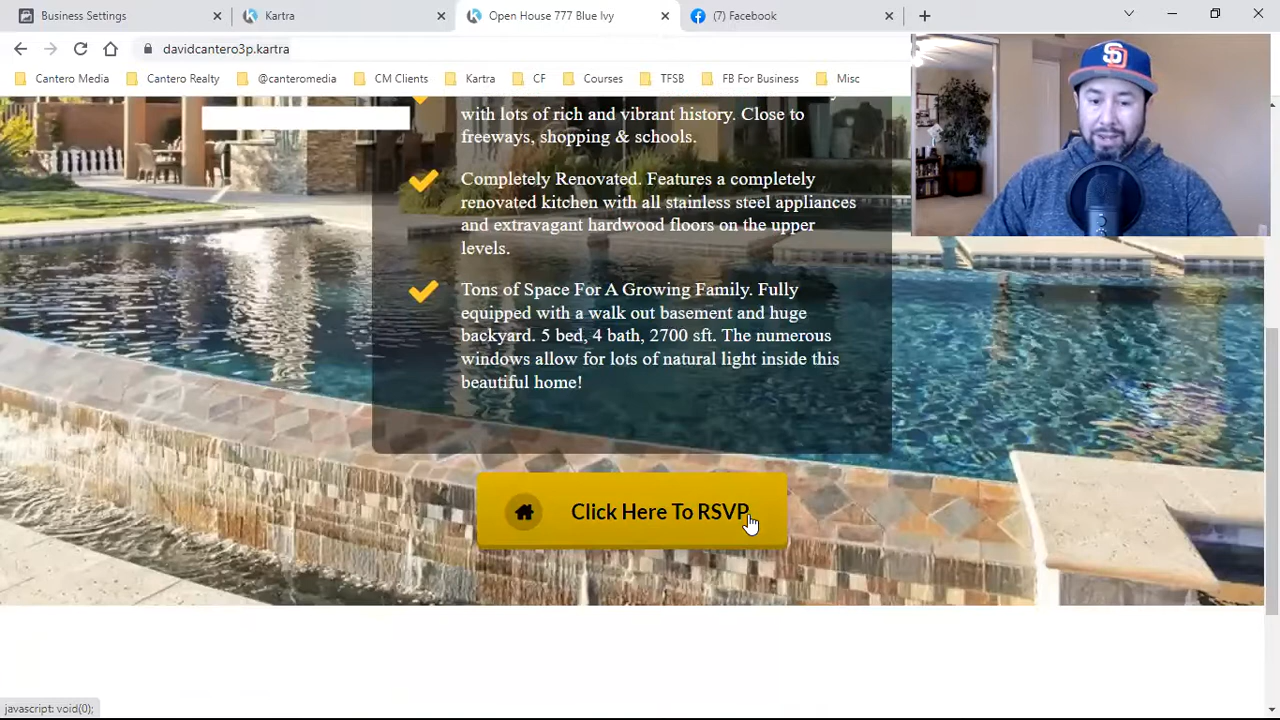 Business Settings
Kartra
Open House 777 Blue Ivy
(7) Facebook
davidcantero3p.kartra
Cantero Media
Cantero Realty
@canteromedia
CM Clients
Kartra
CF
Courses
TFSB
FB For Business
Misc
SD
with lots of rich and vibrant history. Close to
freeways, shopping & schools.
Completely Renovated. Features a completely
renovated kitchen with all stainless steel appliances
and extravagant hardwood floors on the upper
levels.
Tons of Space For A Growing Family. Fully
equipped with a walk out basement and huge
backyard. 5 bed, 4 bath, 2700 sft. The numerous
windows allow for lots of natural light inside this
beautiful home!
Click Here To RSVP
javascript: void(0);